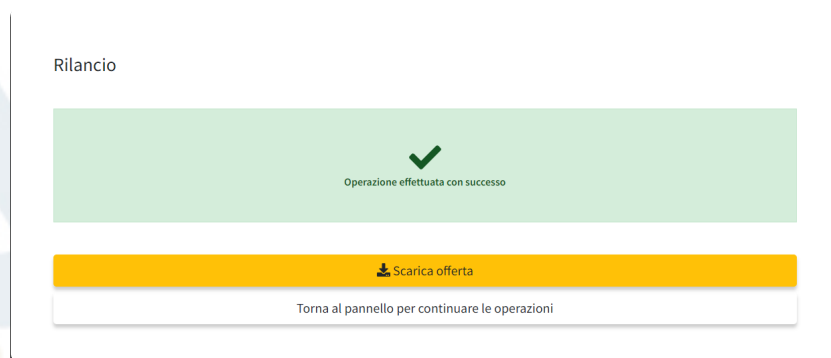 Rilancio
Operazione effettuata con successo
Scarica offerta
Torna al pannello per continuare le operazioni